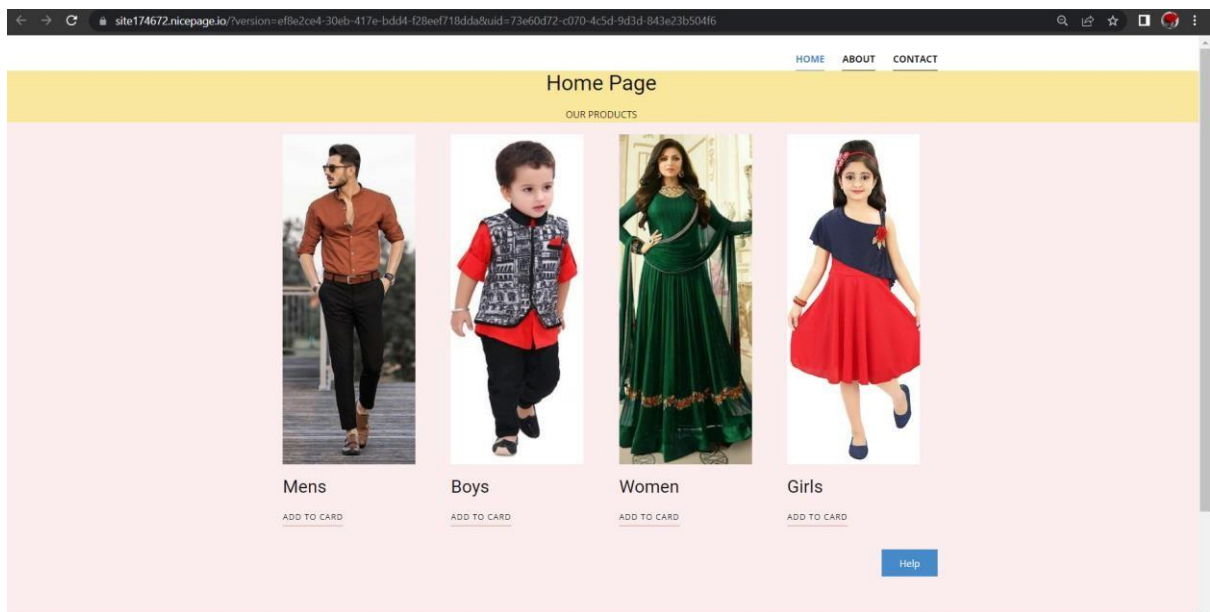 site174672.nicepage.io/?version=ef8e2ce4-30eb-417e-bdd4-f28eef718dda&uid=73e60d72-c070-4c5d-9d3d-843e23b504f6
HOME ABOUT CONTACT
Home Page
OUR PRODUCTS
Mens Boys Women Girls
ADD TO CARD ADD TO CARD ADD TO CARD ADD TO CARD
Help